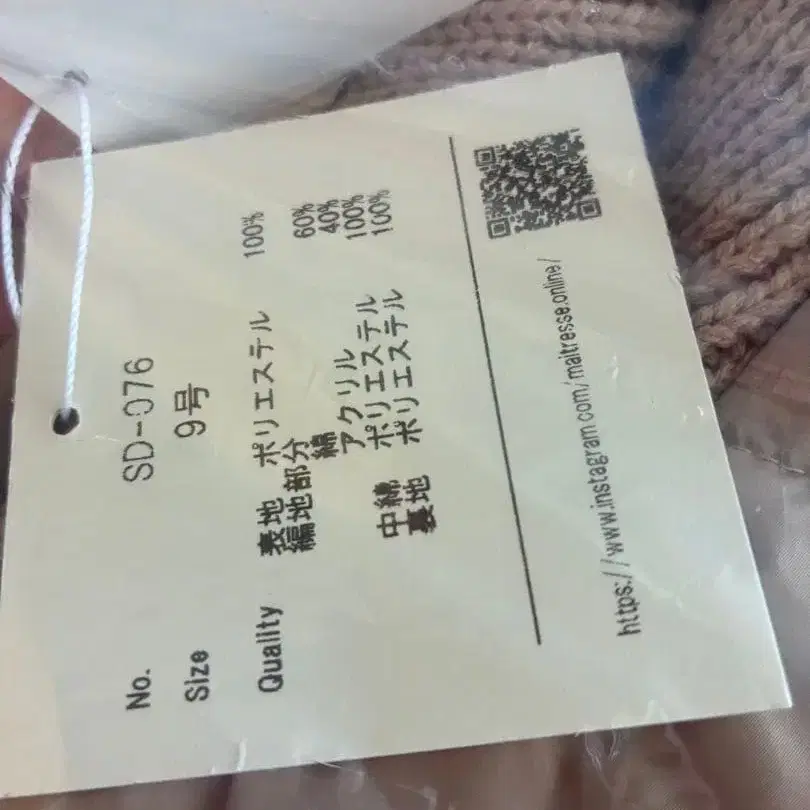 No. SD-076
Size 9号
Quality 表地 ポリエステル 100%
編地部分
綿 60%
アクリル 40%
中綿 ポリエステル 100%
裏地 ポリエステル 100%
https://www.instagram.com/maitresse.online/